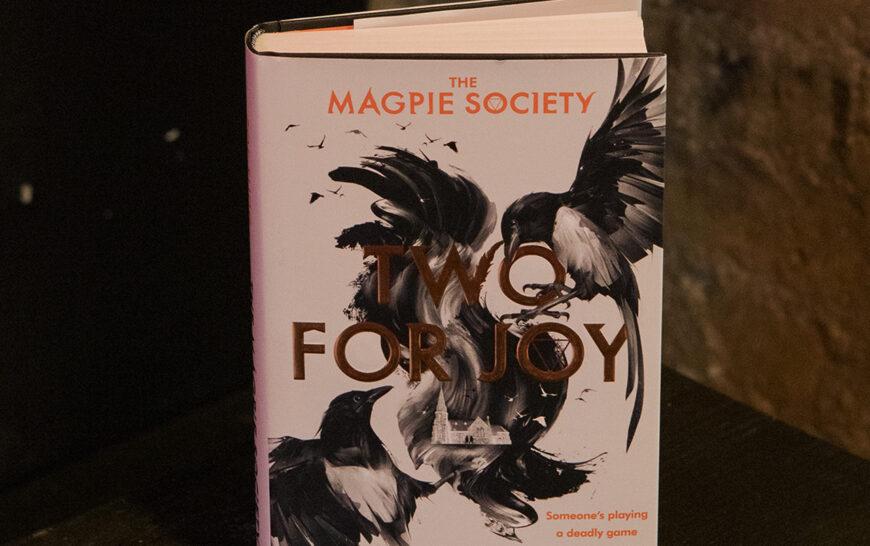 THE
MAGPIE SOCIETY
TWO
FOR JOY
Someone's playing
a deadly game